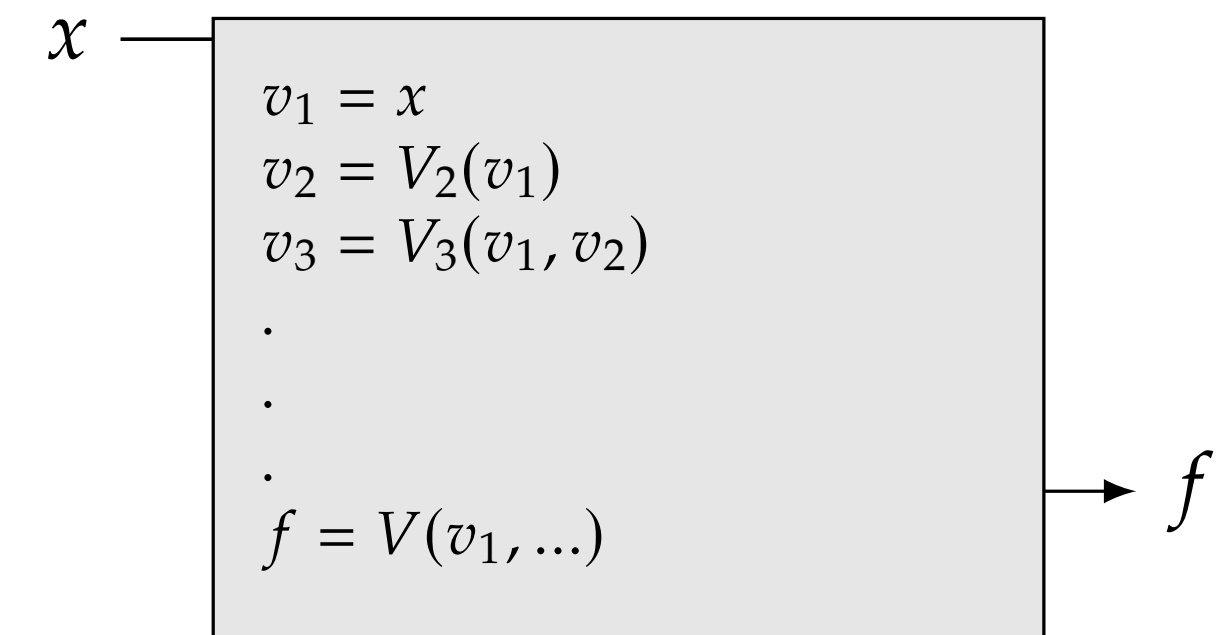 x
v₁ = x
v₂ = V₂(v₁)
v₃ = V₃(v₁, v₂)
.
.
.
f = V(v₁, ...)
f